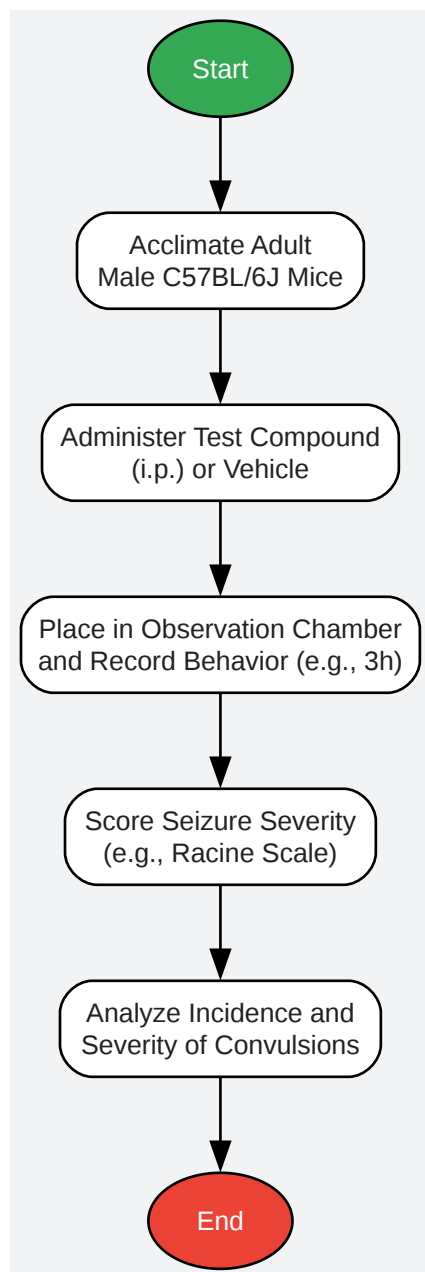 Start
Acclimate Adult
Male C57BL/6J Mice
Administer Test Compound
(i.p.) or Vehicle
Place in Observation Chamber
and Record Behavior (e.g., 3h)
Score Seizure Severity
(e.g., Racine Scale)
Analyze Incidence and
Severity of Convulsions
End